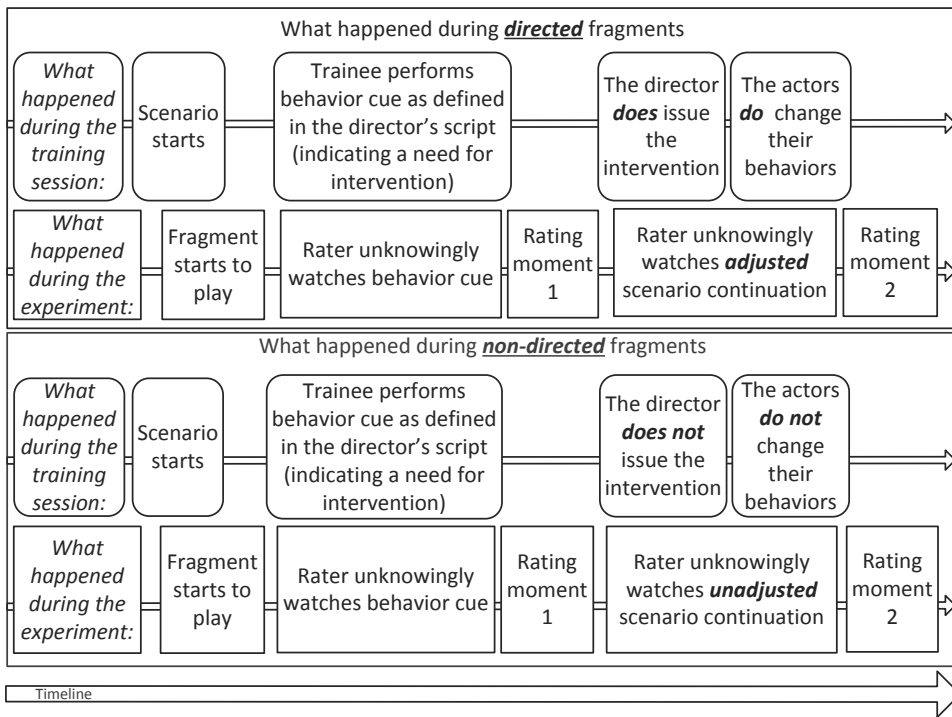 What happened during directed fragments
What
happened
during the
training
session:
Scenario
starts
Trainee performs
behavior cue as defined
in the director's script
(indicating a need for
intervention)
The director
does issue
the
intervention
The actors
do change
their
behaviors
What
happened
during the
experiment:
Fragment
starts to
play
Rater unknowingly
watches behavior cue
Rating
moment
1
Rater unknowingly
watches adjusted
scenario continuation
Rating
moment
2
What happened during non-directed fragments
What
happened
during the
training
session:
Scenario
starts
Trainee performs
behavior cue as defined
in the director's script
(indicating a need for
intervention)
The director
does not
issue the
intervention
The actors
do not
change
their
behaviors
What
happened
during the
experiment:
Fragment
starts to
play
Rater unknowingly
watches behavior cue
Rating
moment
1
Rater unknowingly
watches unadjusted
scenario continuation
Rating
moment
2
Timeline